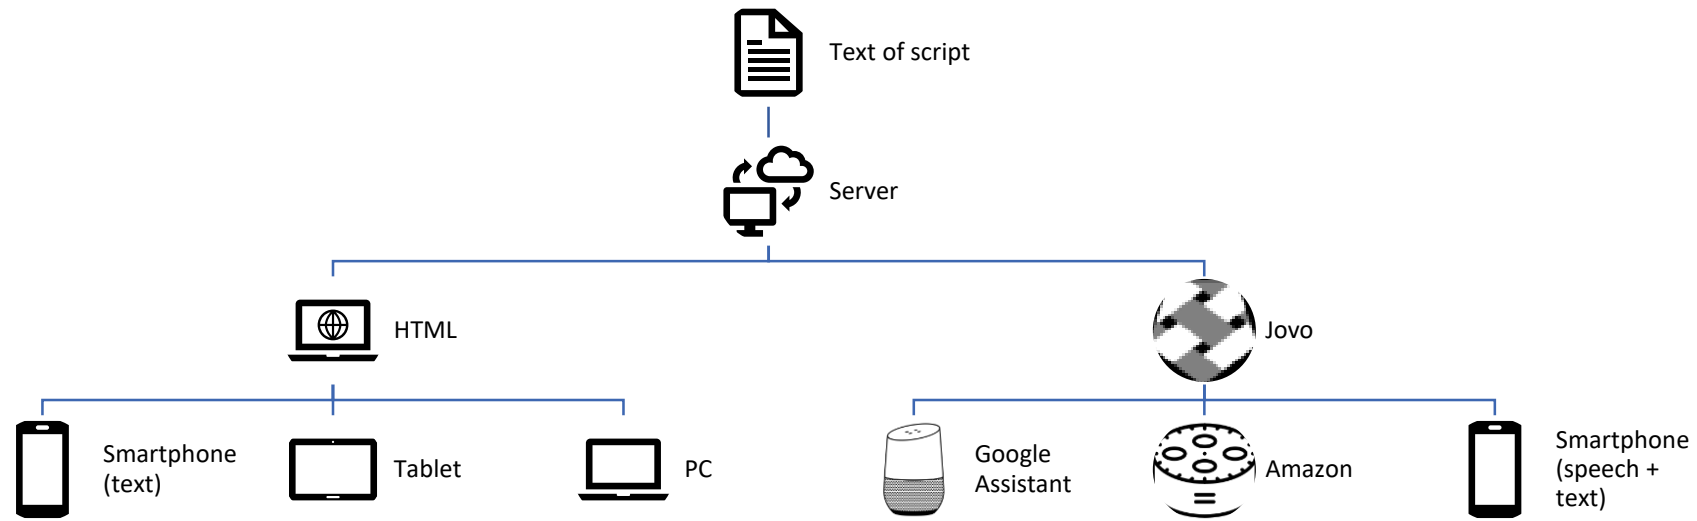 Text of script
Server
HTML
Jovo
Smartphone
(text)
Tablet
PC
Google
Assistant
Amazon
Smartphone
(speech +
text)